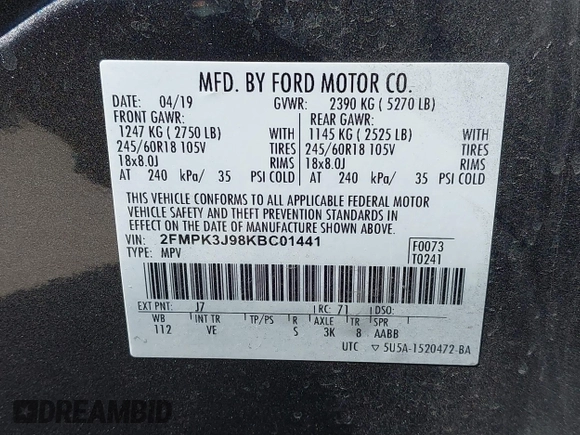 MFD. BY FORD MOTOR CO.
DATE: 04/19 GVWR: 2390 KG ( 5270 LB)
FRONT GAWR: REAR GAWR:
1247 KG ( 2750 LB) WITH 1145 KG ( 2525 LB) WITH
245/60R18 105V TIRES 245/60R18 105V TIRES
18x8.0J RIMS 18x8.0J RIMS
AT 240 kPa/ 35 PSI COLD AT 240 kPa/ 35 PSI COLD
THIS VEHICLE CONFORMS TO ALL APPLICABLE FEDERAL MOTOR
VEHICLE SAFETY AND THEFT PREVENTION STANDARDS IN
EFFECT ON THE DATE OF MANUFACTURE SHOWN ABOVE.
VIN: 2FMPK3J98KBC01441 F0073
TYPE: MPV T0241
EXT PNT: J7 RC: 71 DSO:
WB INT TR TP/PS R AXLE TR SPR
112 VE S 3K 8 AABB
UTC ▽ 5U5A-1520472-BA
DREAMBID